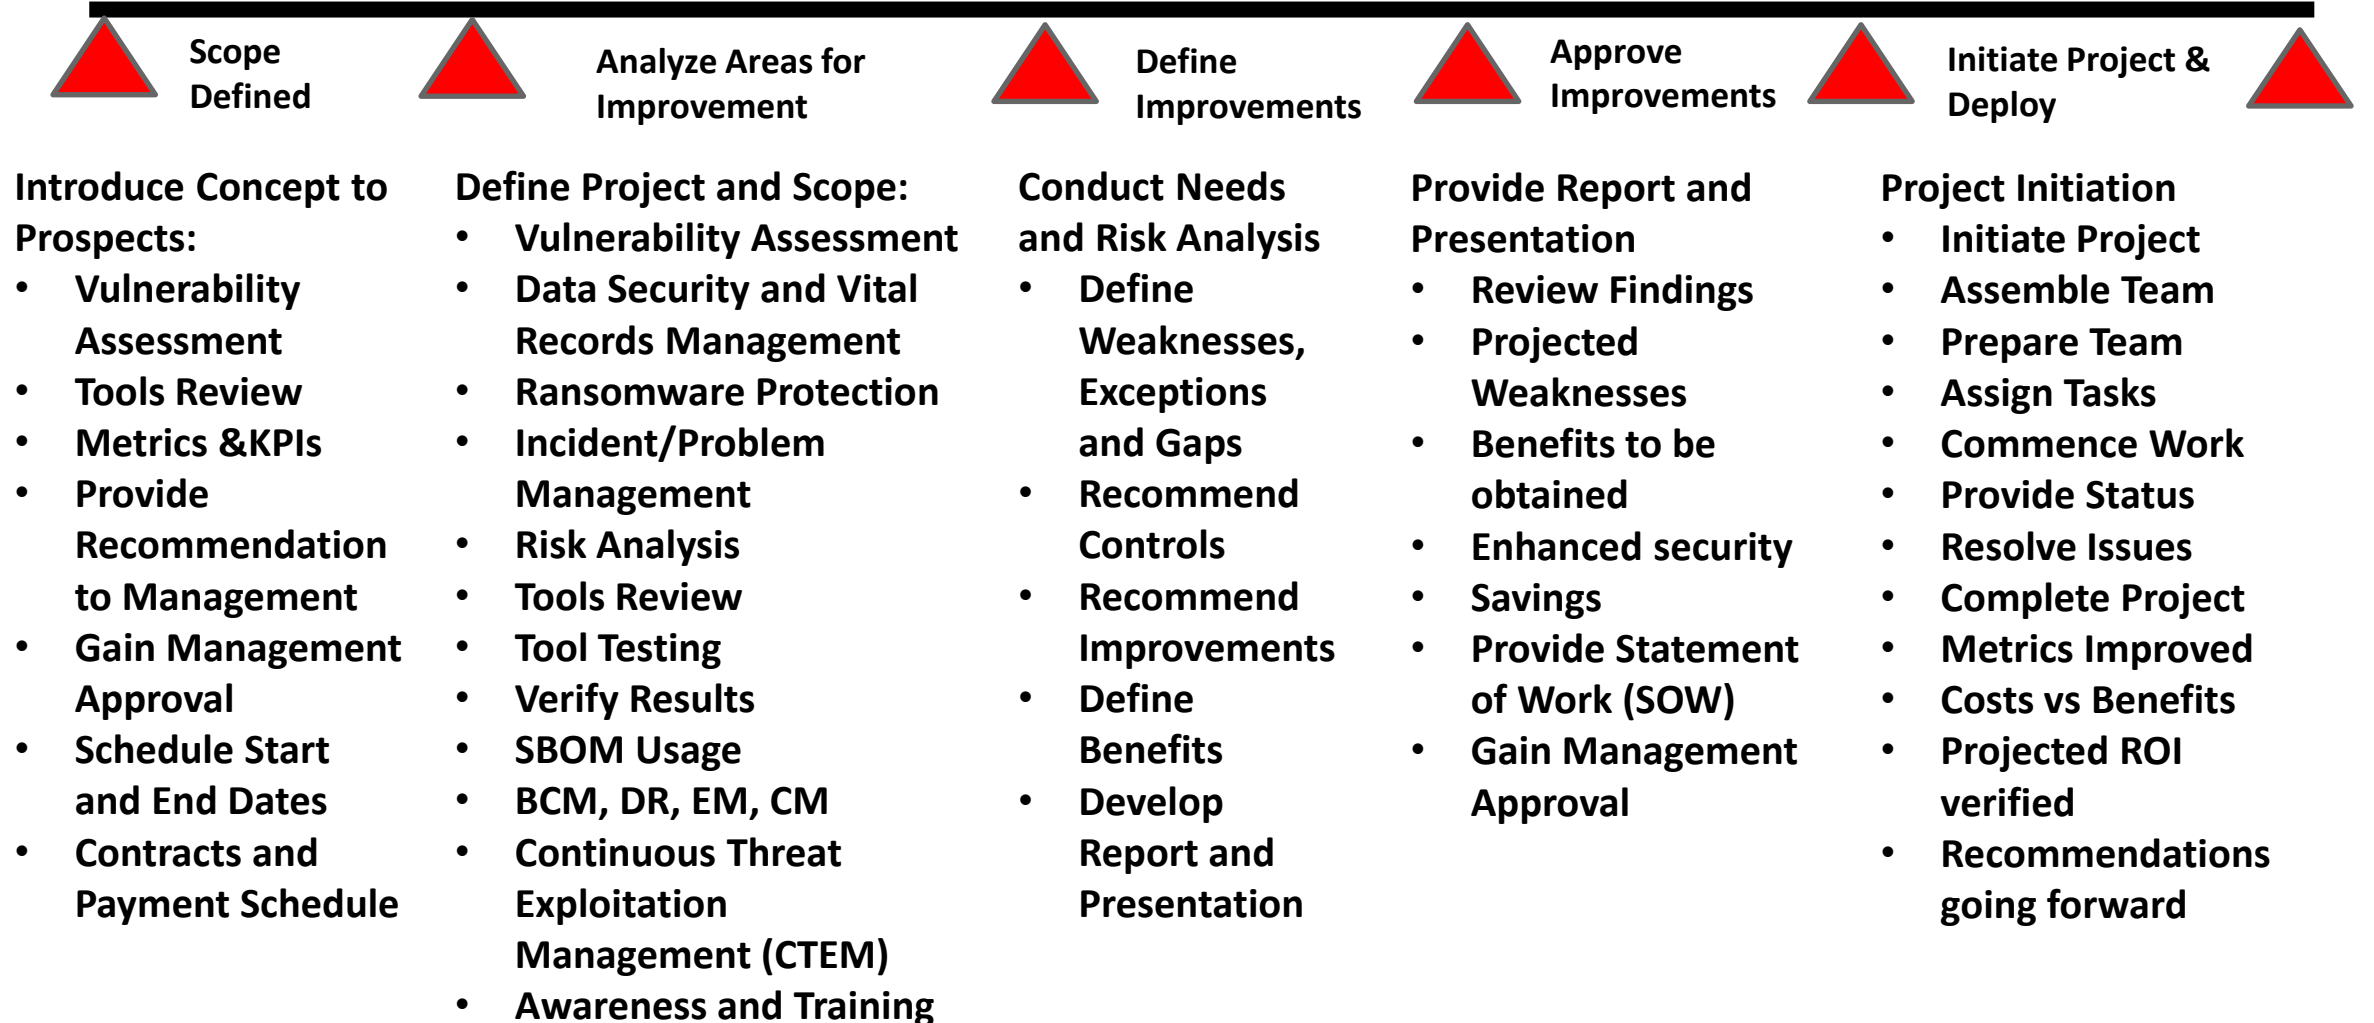 Scope
Defined
Analyze Areas for
Improvement
Define
Improvements
Approve
Improvements
Initiate Project &
Deploy
Introduce Concept to
Prospects:
• Vulnerability
Assessment
• Tools Review
• Metrics &KPIs
• Provide
Recommendation
to Management
• Gain Management
Approval
• Schedule Start
and End Dates
• Contracts and
Payment Schedule
Define Project and Scope:
• Vulnerability Assessment
• Data Security and Vital
Records Management
• Ransomware Protection
• Incident/Problem
Management
• Risk Analysis
• Tools Review
• Tool Testing
• Verify Results
• SBOM Usage
• BCM, DR, EM, CM
• Continuous Threat
Exploitation
Management (CTEM)
• Awareness and Training
Conduct Needs
and Risk Analysis
• Define
Weaknesses,
Exceptions
and Gaps
• Recommend
Controls
• Recommend
Improvements
• Define
Benefits
• Develop
Report and
Presentation
Provide Report and
Presentation
• Review Findings
• Projected
Weaknesses
• Benefits to be
obtained
• Enhanced security
• Savings
• Provide Statement
of Work (SOW)
• Gain Management
Approval
Project Initiation
• Initiate Project
• Assemble Team
• Prepare Team
• Assign Tasks
• Commence Work
• Provide Status
• Resolve Issues
• Complete Project
• Metrics Improved
• Costs vs Benefits
• Projected ROI
verified
• Recommendations
going forward